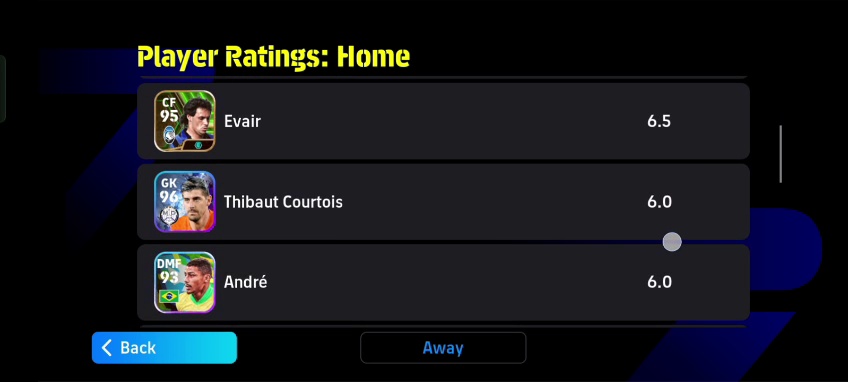 Player Ratings: Home
CF
95
Evair
6.5
GK
96
Thibaut Courtois
6.0
DMF
93
André
6.0
Back
Away